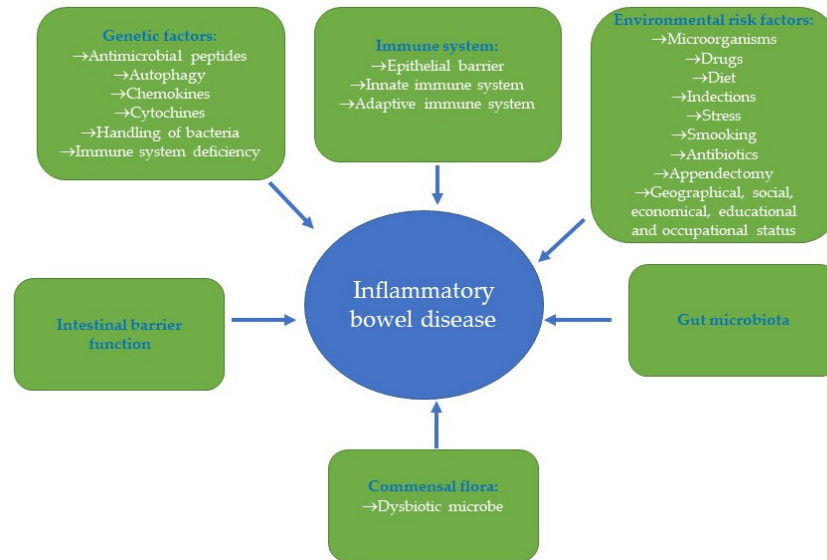 Genetic factors:
→Antimicrobial peptides
→Autophagy
→Chemokines
→Cytochines
→Handling of bacteria
→Immune system deficiency
Immune system:
→Epithelial barrier
→Innate immune system
→Adaptive immune system
Environmental risk factors:
→Microorganisms
→Drugs
→Diet
→Indections
→Stress
→Smooking
→Antibiotics
→Appendectomy
→Geographical, social,
economical, educational
and occupational status
Intestinal barrier
function
Inflammatory
bowel disease
Gut microbiota
Commensal flora:
→Dysbiotic microbe